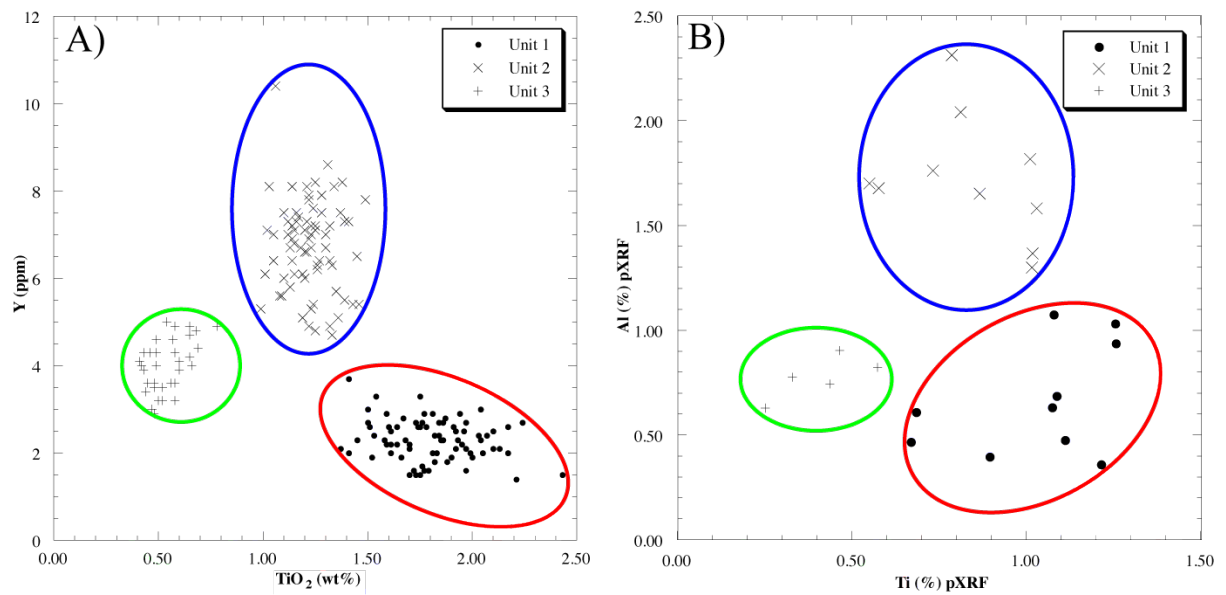 A)
Unit 1
Unit 2
Unit 3
12
10
8
6
4
2
0
Y (ppm)
0.00
0.50
1.00
1.50
2.00
2.50
TiO2 (wt%)
B)
Unit 1
Unit 2
Unit 3
2.50
2.00
1.50
1.00
0.50
0.00
Al (%) pXRF
0.00
0.50
1.00
1.50
Ti (%) pXRF